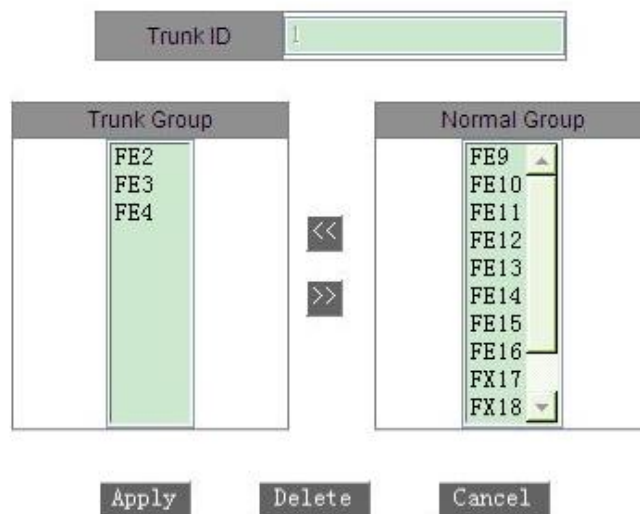 Trunk ID 1
Trunk Group
FE2
FE3
FE4
<<
>>
Normal Group
FE9
FE10
FE11
FE12
FE13
FE14
FE15
FE16
FX17
FX18
Apply Delete Cancel